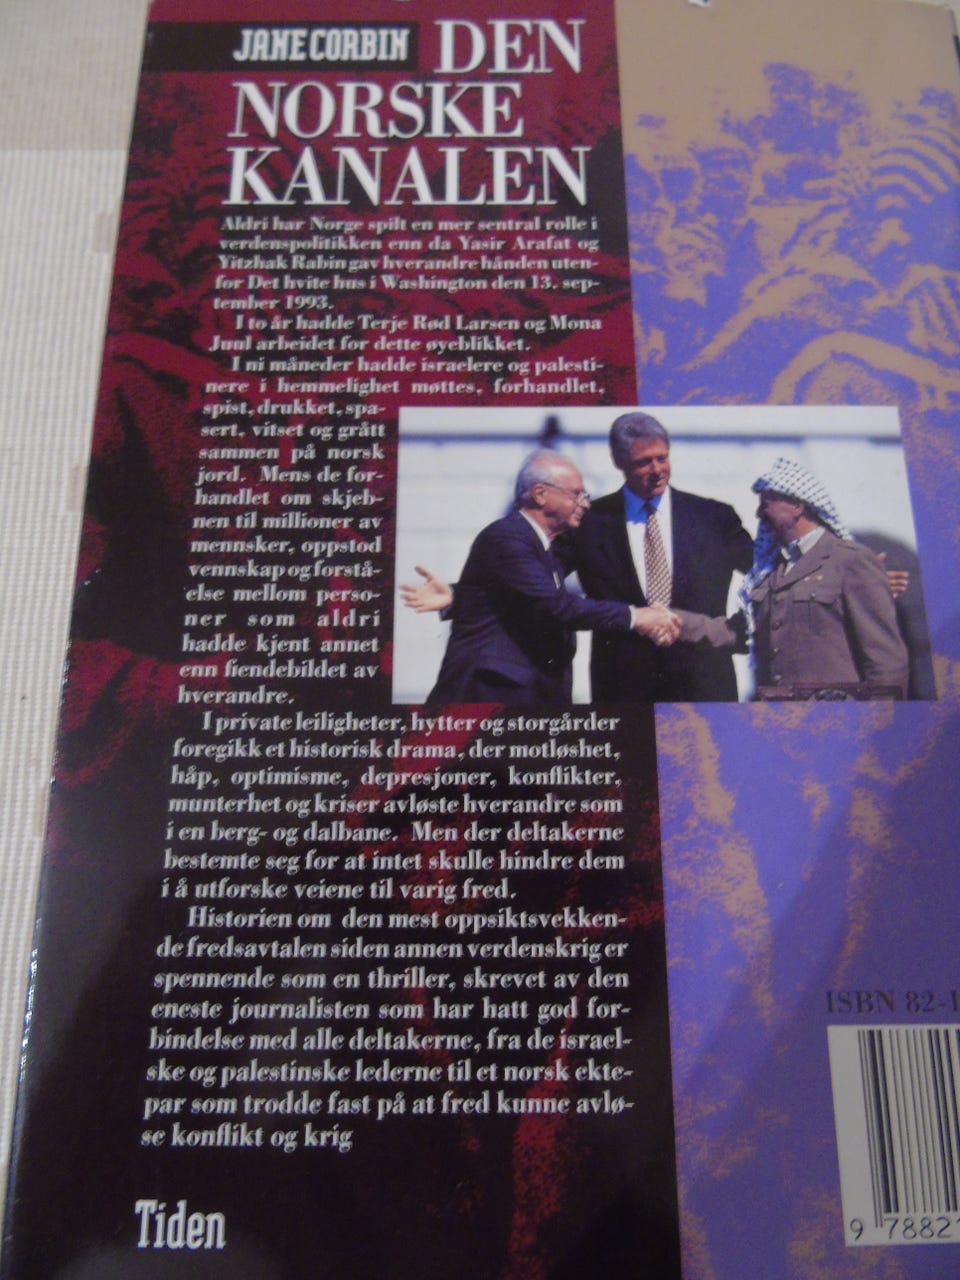 JANE CORBIN DEN
NORSKE
KANALEN
Aldri har Norge spilt en mer sentral rolle i
verdenspolitikken enn da Yasir Arafat og
Yitzhak Rabin gav hverandre hånden uten-
for Det hvite hus i Washington den 13. sep-
tember 1993.
I to år hadde Terje Rød Larsen og Mona
Juul arbeidet for dette øyeblikket.
I ni måneder hadde israelere og palesti-
nere i hemmelighet møttes, forhandlet,
spist, drukket, spa-
sert, vitset og grått
sammen på norsk
jord. Mens de for-
handlet om skjeb-
nen til millioner av
mennsker, oppstod
vennskap og forstå-
else mellom perso-
ner som aldri
hadde kjent annet
enn fiendebildet av
hverandre.
I private leiligheter, hytter og storgårder
foregikk et historisk drama, der motløshet,
håp, optimisme, depresjoner, konflikter,
munterhet og kriser avløste hverandre som
i en berg- og dalbane. Men der deltakerne
bestemte seg for at intet skulle hindre dem
i å utforske veiene til varig fred.
Historien om den mest oppsiktsvekken-
de fredsavtalen siden annen verdenskrig er
spennende som en thriller, skrevet av den
eneste journalisten som har hatt god for-
bindelse med alle deltakerne, fra de israel-
ske og palestinske lederne til et norsk ekte-
par som trodde fast på at fred kunne avlø-
se konflikt og krig
Tiden
ISBN 82-1
9 78821